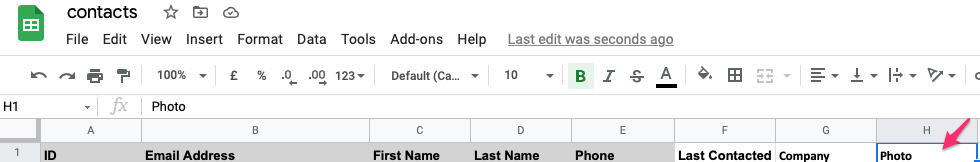 contacts
File Edit View Insert Format Data Tools Add-ons Help Last edit was seconds ago
100% £ % .0 .00 123 Default (Ca... 10 B I S A
H1 fx Photo
A B C D E F G H
1 ID Email Address First Name Last Name Phone Last Contacted Company Photo